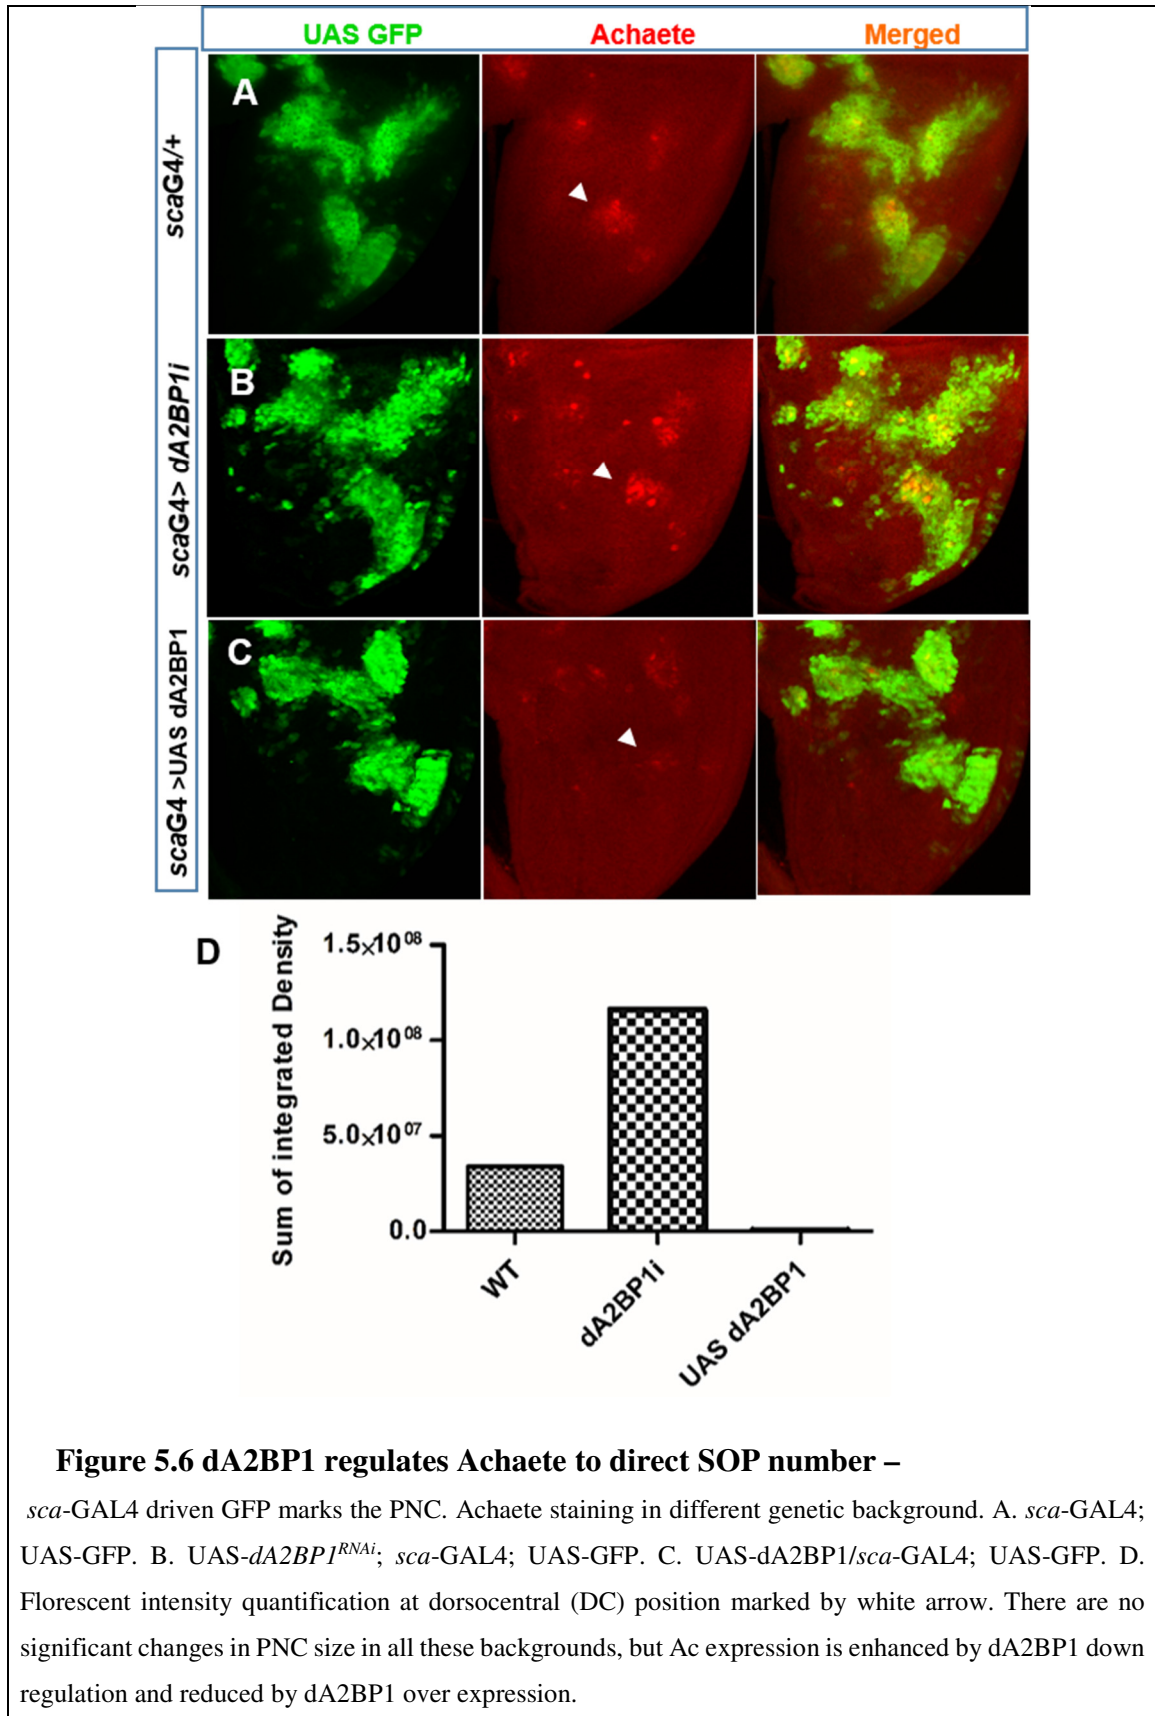 UAS GFP Achaete Merged
A
scaG4/+
B
scaG4> dA2BP1i
C
scaG4 >UAS dA2BP1
D
Sum of integrated Density
1.5×10 08
1.0×10 08
5.0×10 07
0.0
WT
dA2BP1i
UAS dA2BP1
Figure 5.6 dA2BP1 regulates Achaete to direct SOP number –
sca-GAL4 driven GFP marks the PNC. Achaete staining in different genetic background. A. sca-GAL4;
UAS-GFP. B. UAS-dA2BP1RNAi; sca-GAL4; UAS-GFP. C. UAS-dA2BP1/sca-GAL4; UAS-GFP. D.
Florescent intensity quantification at dorsocentral (DC) position marked by white arrow. There are no
significant changes in PNC size in all these backgrounds, but Ac expression is enhanced by dA2BP1 down
regulation and reduced by dA2BP1 over expression.